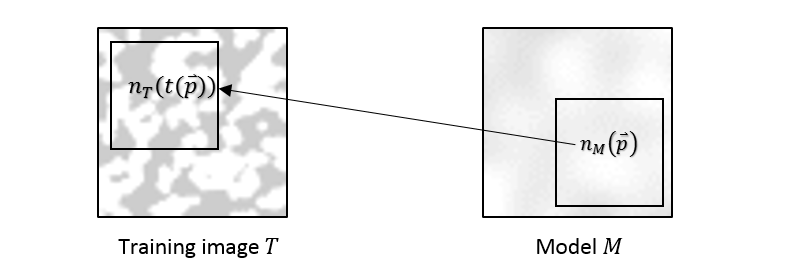 n_T(t(p⃗))
n_M(p⃗)
Training image T
Model M